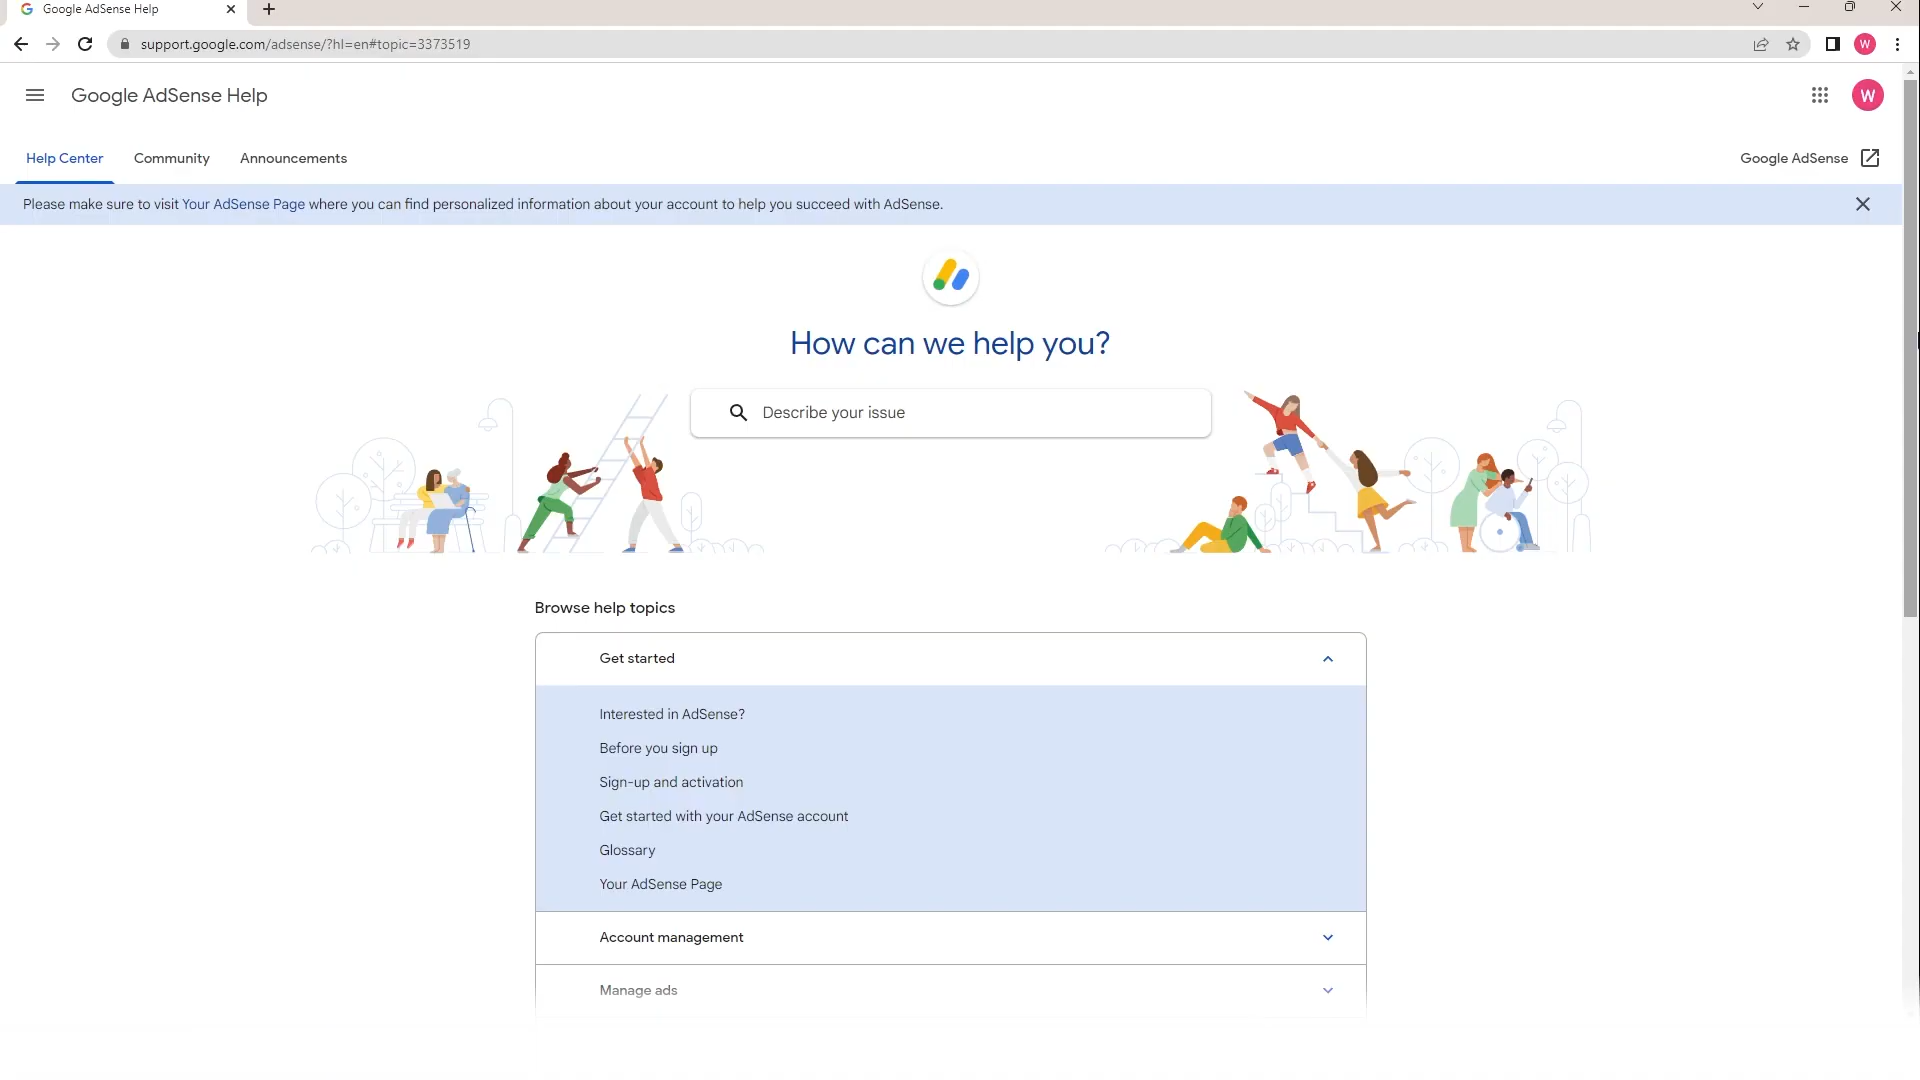 Google AdSense Help
support.google.com/adsense/?hl=en#topic=3373519
W
Google AdSense Help
W
Help Center
Community
Announcements
Google AdSense
Please make sure to visit Your AdSense Page where you can find personalized information about your account to help you succeed with AdSense.
How can we help you?
Describe your issue
Browse help topics
Get started
Interested in AdSense?
Before you sign up
Sign-up and activation
Get started with your AdSense account
Glossary
Your AdSense Page
Account management
Manage ads